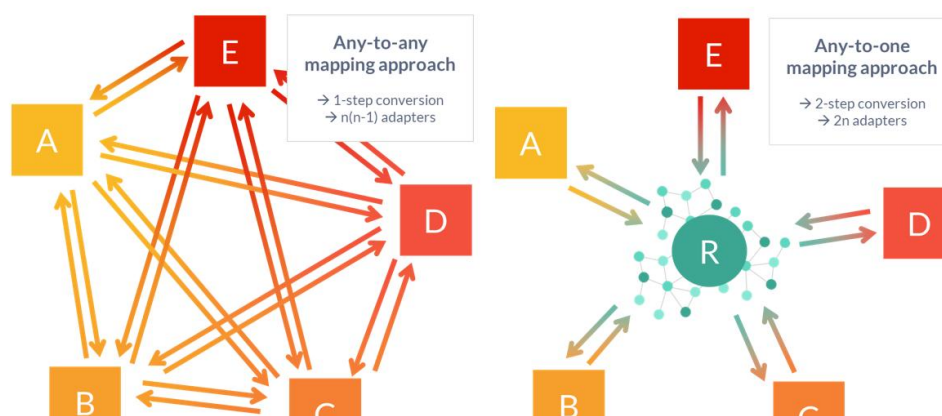 E
Any-to-any
mapping approach
→ 1-step conversion
→ n(n-1) adapters
A
D
B
C
E
Any-to-one
mapping approach
→ 2-step conversion
→ 2n adapters
A
D
R
B
C